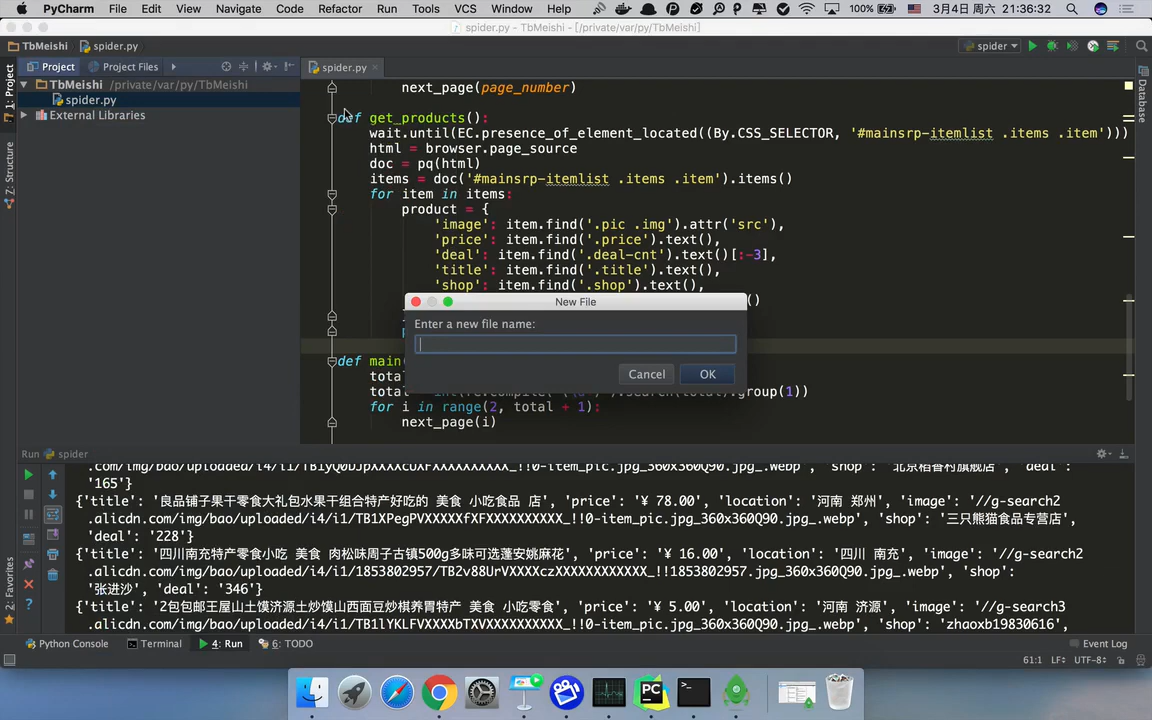 PyCharm File Edit View Navigate Code Refactor Run Tools VCS Window Help 100% 3月4日 周六 21:36:32
spider.py - TbMeishi - [/private/var/py/TbMeishi]
TbMeishi spider.py spider
Project Project Files spider.py
1: Project
TbMeishi /private/var/py/TbMeishi
spider.py
External Libraries
7: Structure
Database
next_page(page_number)
def get_products():
wait.until(EC.presence_of_element_located((By.CSS_SELECTOR, '#mainsrp-itemlist .items .item')))
html = browser.page_source
doc = pq(html)
items = doc('#mainsrp-itemlist .items .item').items()
for item in items:
product = {
'image': item.find('.pic .img').attr('src'),
'price': item.find('.price').text(),
'deal': item.find('.deal-cnt').text()[:-3],
'title': item.find('.title').text(),
'shop': item.find('.shop').text(),
()
New File
Enter a new file name:
Cancel OK
def main
total
.group(1))
for i in range(2, total + 1):
next_page(i)
Run spider
'165'}
{'title': '良品铺子果干零食大礼包水果干组合特产好吃的 美食 小吃食品 店', 'price': '¥ 78.00', 'location': '河南 郑州', 'image': '//g-search2
.alicdn.com/img/bao/uploaded/i4/i1/TB1XPegPVXXXXXfXFXXXXXXXXXX_!!0-item_pic.jpg_360x360Q90.jpg_.webp', 'shop': '三只熊猫食品专营店',
'deal': '228'}
{'title': '四川南充特产零食小吃 美食 肉松味周子古镇500g多味可选蓬安姚麻花', 'price': '¥ 16.00', 'location': '四川 南充', 'image': '//g-search2
.alicdn.com/img/bao/uploaded/i4/i1/1853802957/TB2v88UrVXXXXczXXXXXXXXXXXX_!!1853802957.jpg_360x360Q90.jpg_.webp', 'shop':
'张进沙', 'deal': '346'}
{'title': '2包包邮王屋山土馍济源土炒馍山西面豆炒棋养胃特产 美食 小吃零食', 'price': '¥ 5.00', 'location': '河南 济源', 'image': '//g-search3
.alicdn.com/img/bao/uploaded/i4/i1/TB1lYKLFVXXXXbTXVXXXXXXXXXX_!!0-item_pic.jpg_360x360Q90.jpg_.webp', 'shop': 'zhaoxb19830616',
2: Favorites
Python Console Terminal 4: Run 6: TODO Event Log
61:1 LF UTF-8